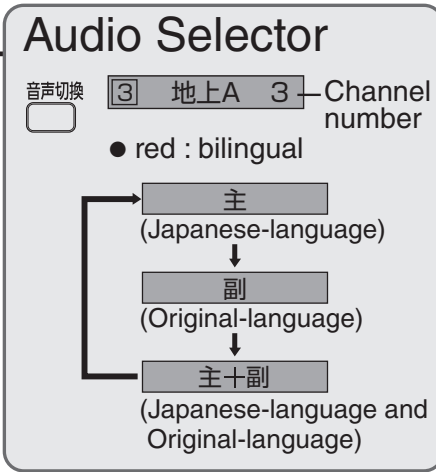 Audio Selector
音声切換
3 地上A 3
Channel
number
● red : bilingual
主
(Japanese-language)
副
(Original-language)
主＋副
(Japanese-language and
Original-language)